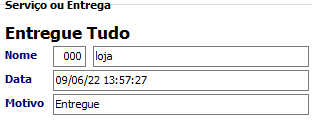 Serviço ou Entrega
Entregue Tudo
Nome 000 loja
Data 09/06/22 13:57:27
Motivo Entregue